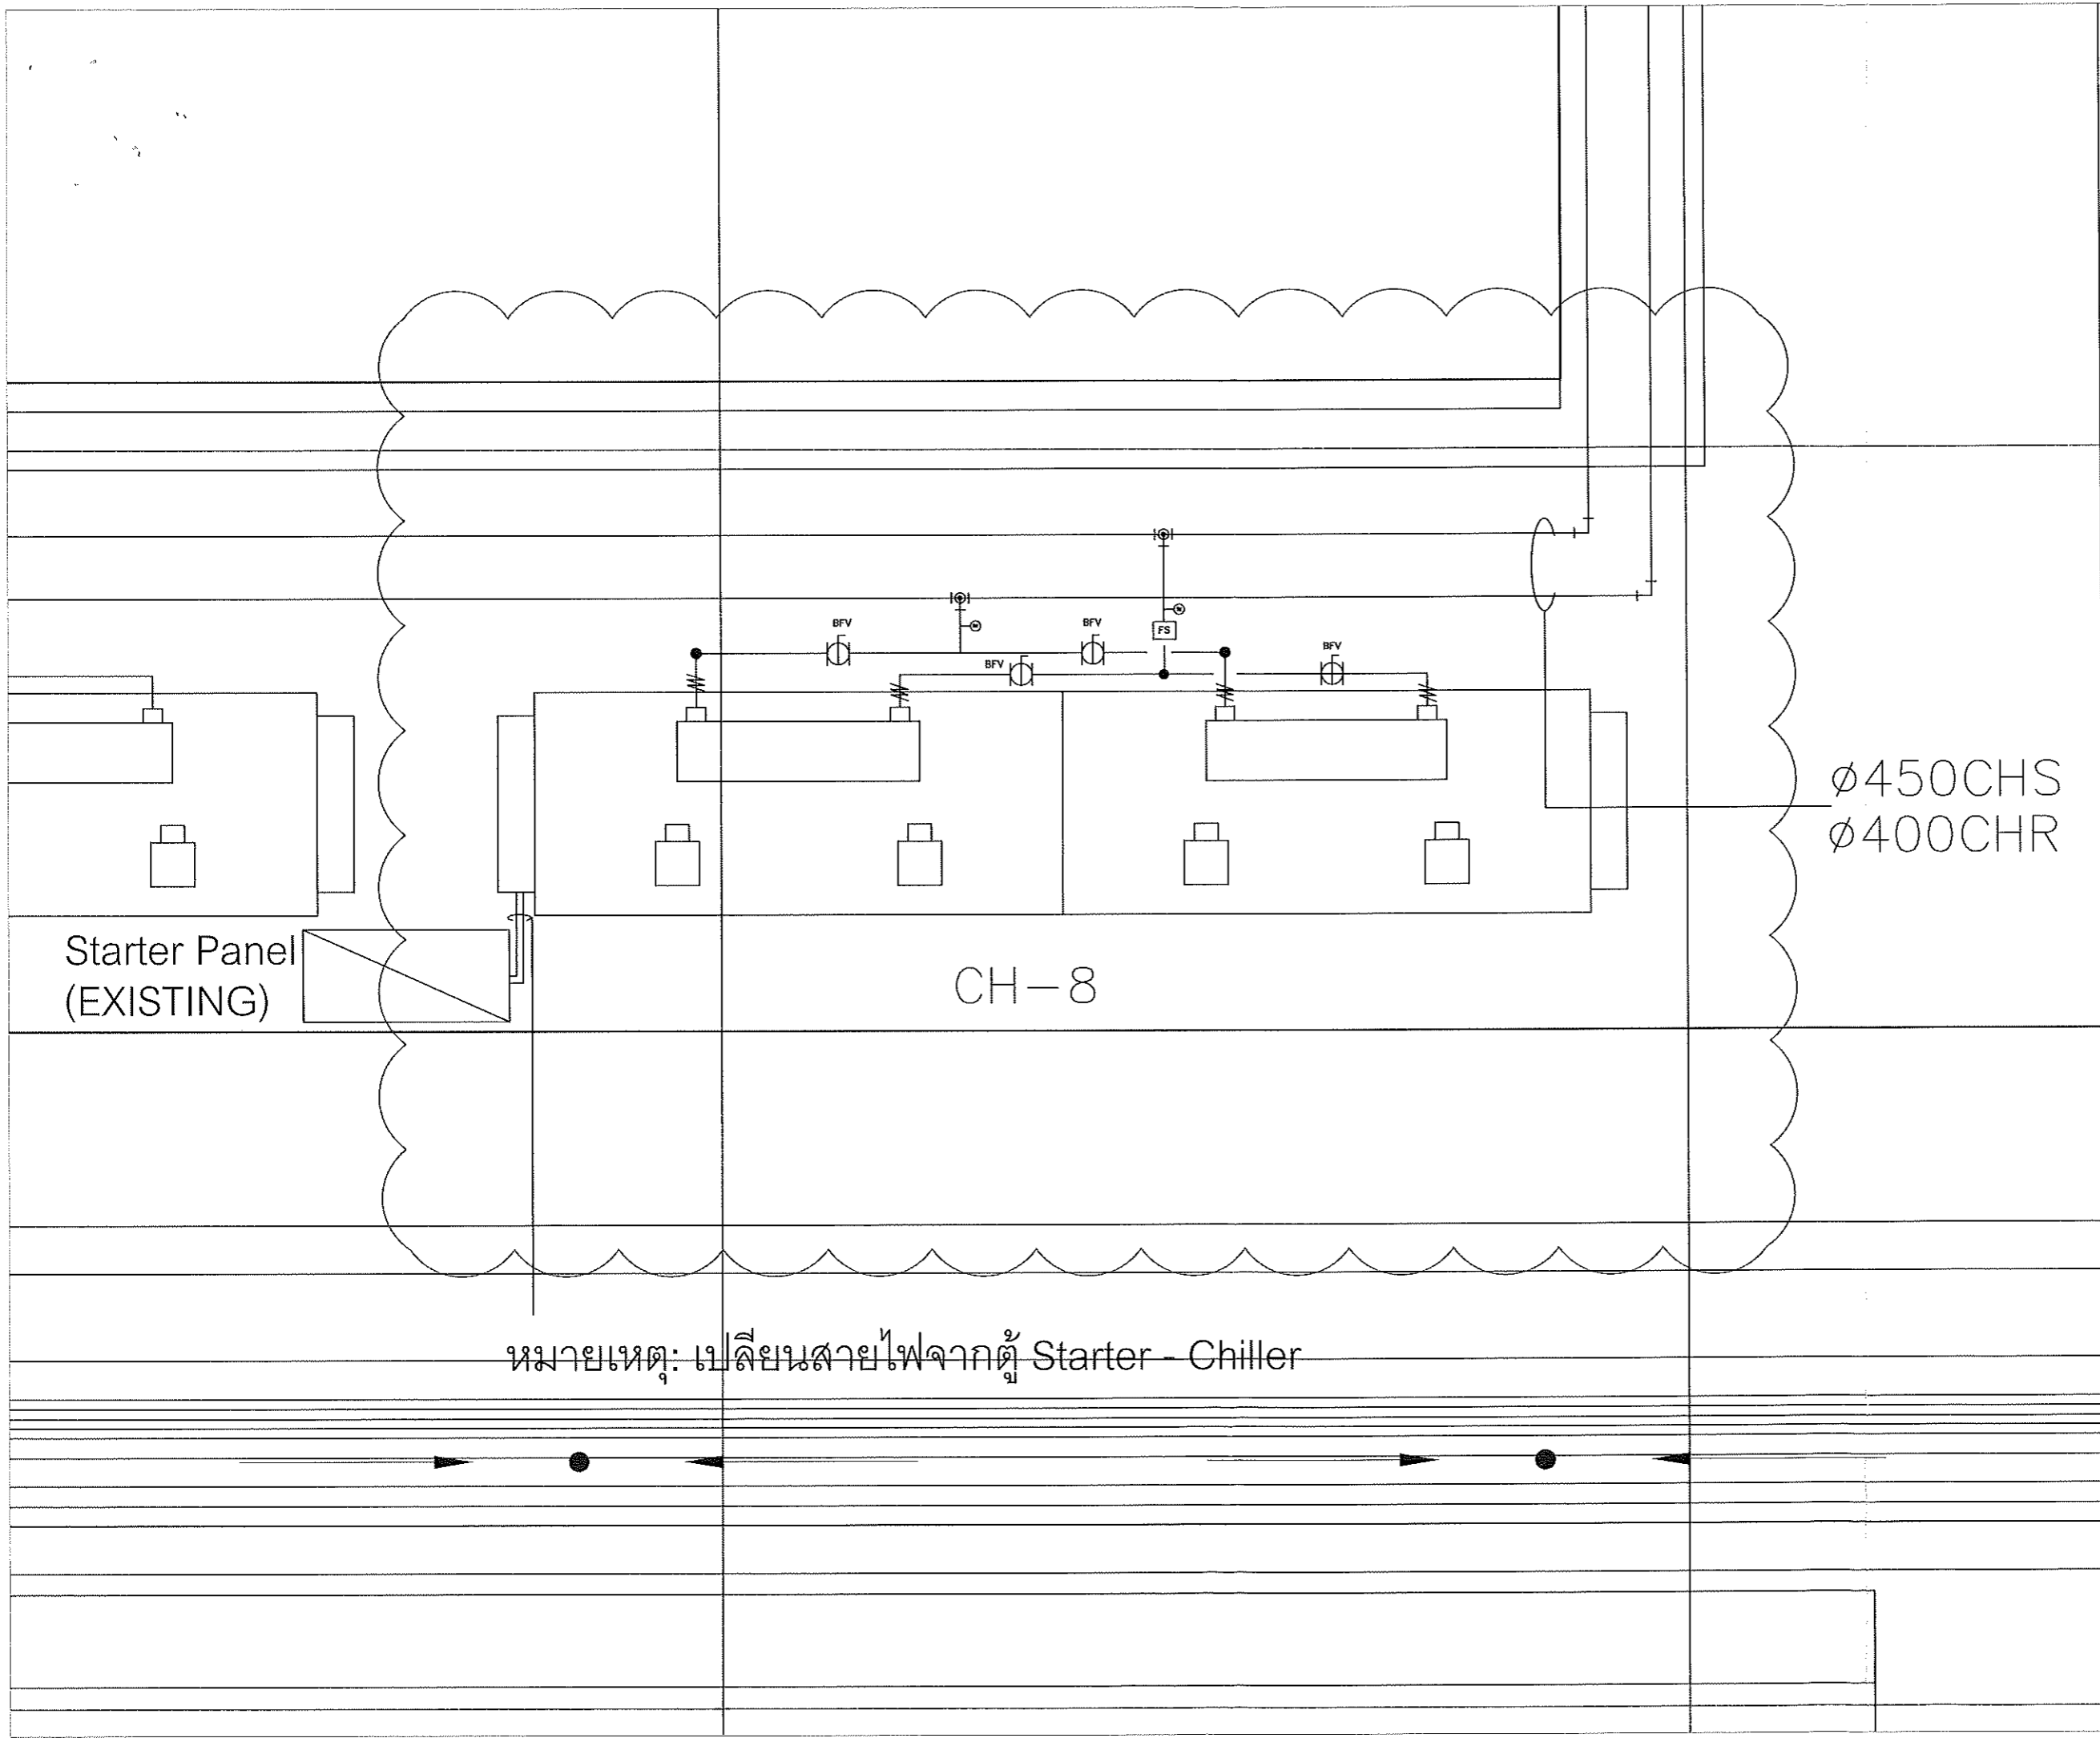 BFV
BFV
FS
BFV
BFV
ø450CHS
ø400CHR
Starter Panel
(EXISTING)
CH-8
หมายเหตุ: เปลี่ยนสายไฟจากตู้ Starter - Chiller